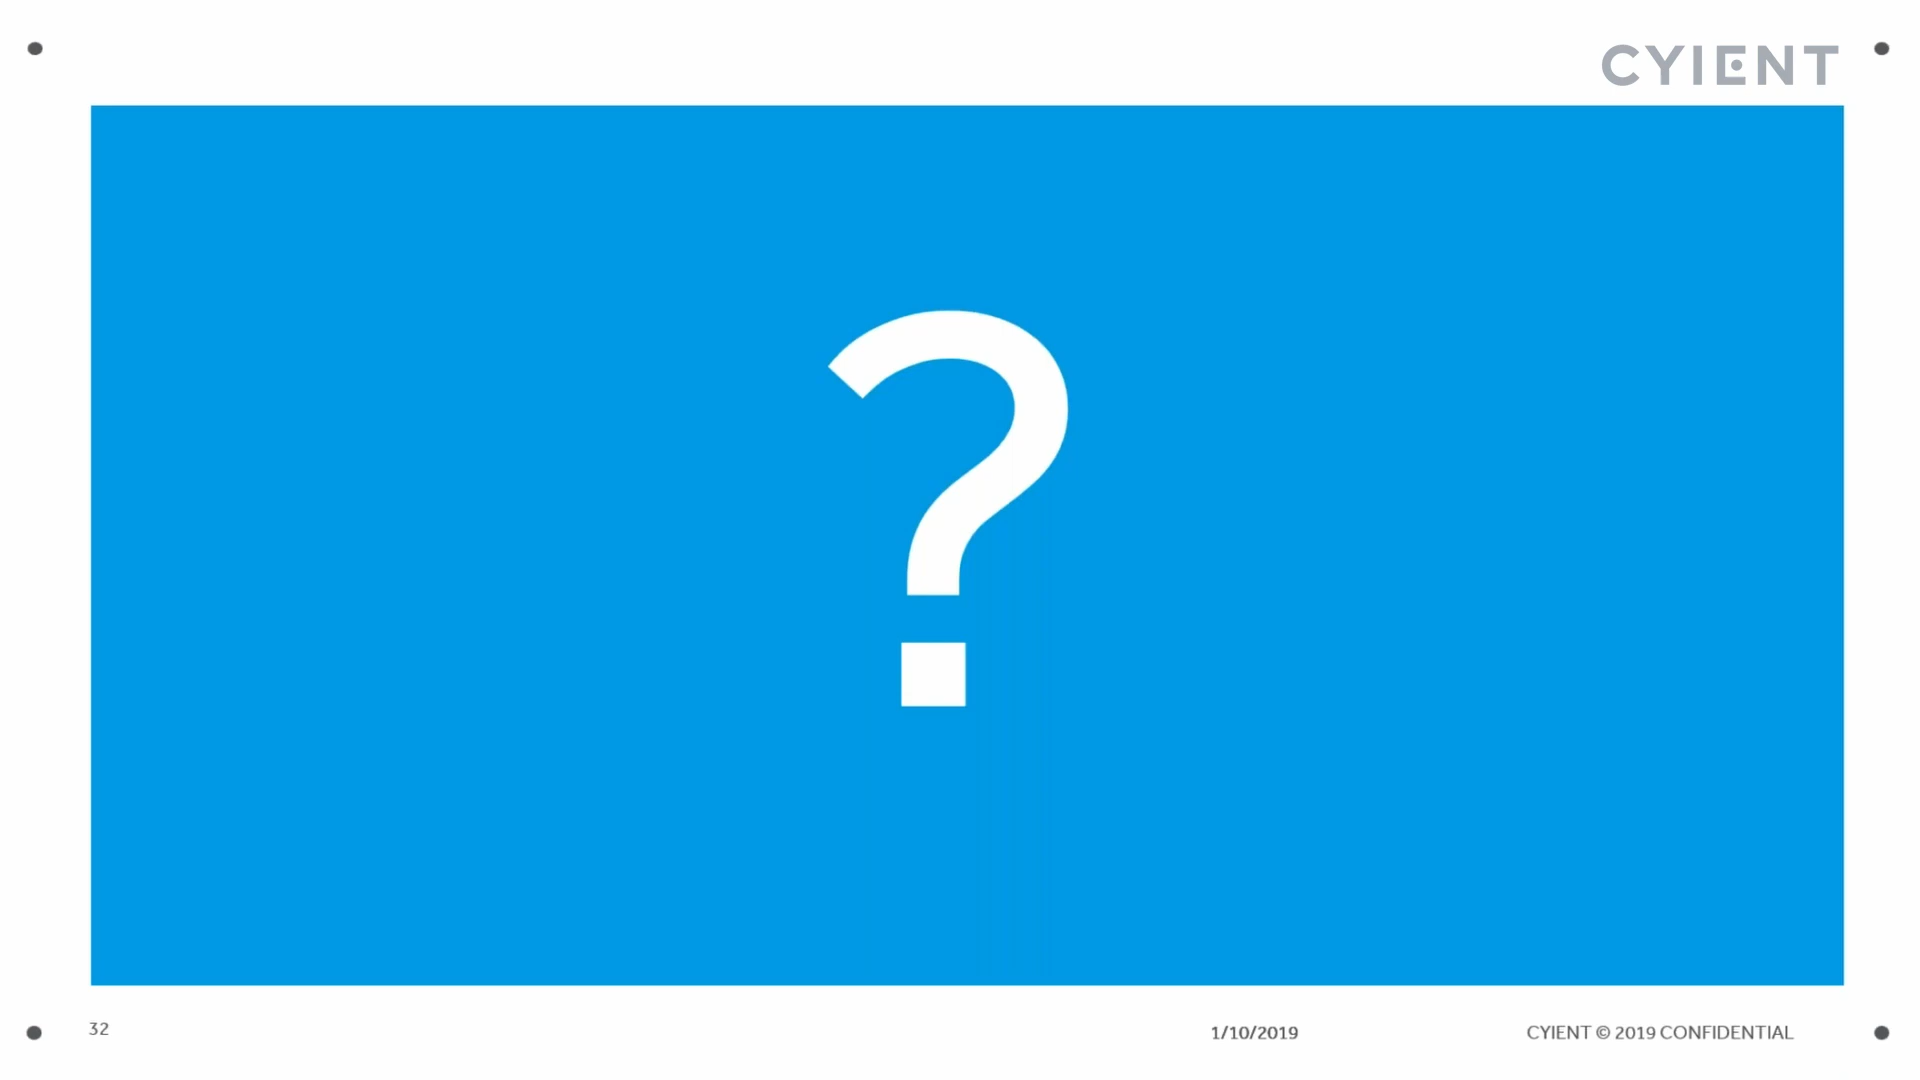 CYIENT
?
32
1/10/2019
CYIENT © 2019 CONFIDENTIAL